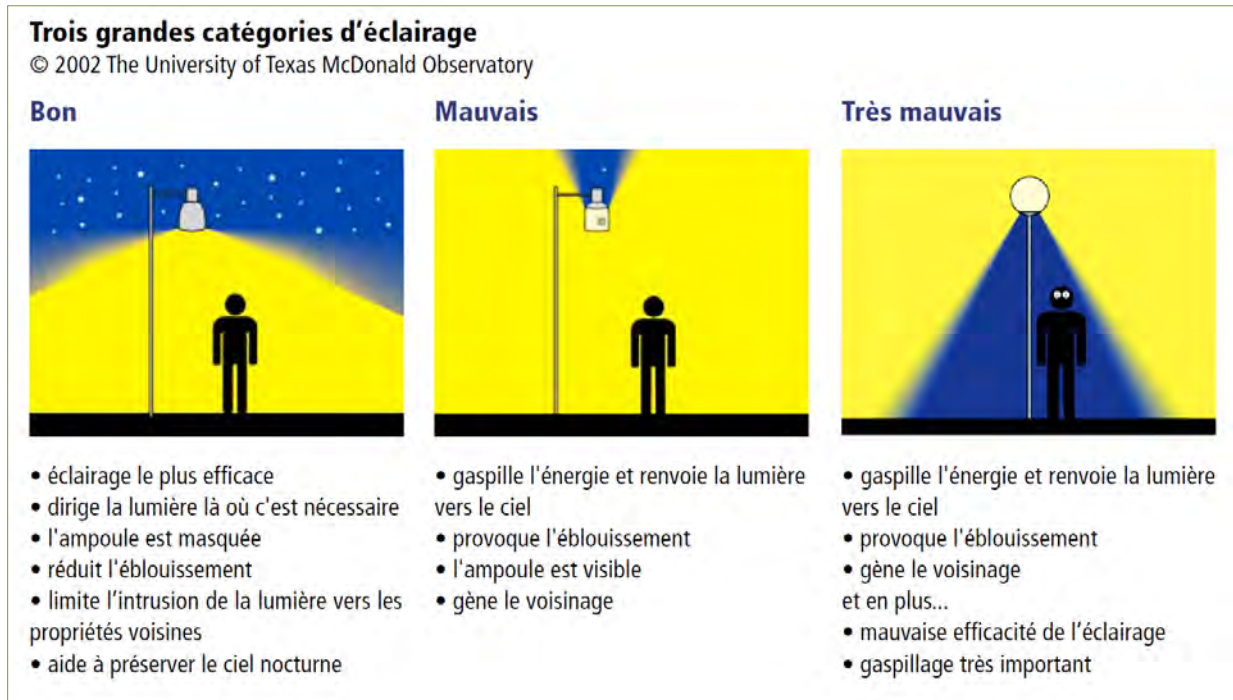 Trois grandes catégories d’éclairage
© 2002 The University of Texas McDonald Observatory
Bon
• éclairage le plus efficace
• dirige la lumière là où c'est nécessaire
• l'ampoule est masquée
• réduit l'éblouissement
• limite l’intrusion de la lumière vers les
propriétés voisines
• aide à préserver le ciel nocturne
Mauvais
• gaspille l'énergie et renvoie la lumière
vers le ciel
• provoque l'éblouissement
• l'ampoule est visible
• gène le voisinage
Très mauvais
• gaspille l'énergie et renvoie la lumière
vers le ciel
• provoque l'éblouissement
• gène le voisinage
et en plus...
• mauvaise efficacité de l’éclairage
• gaspillage très important